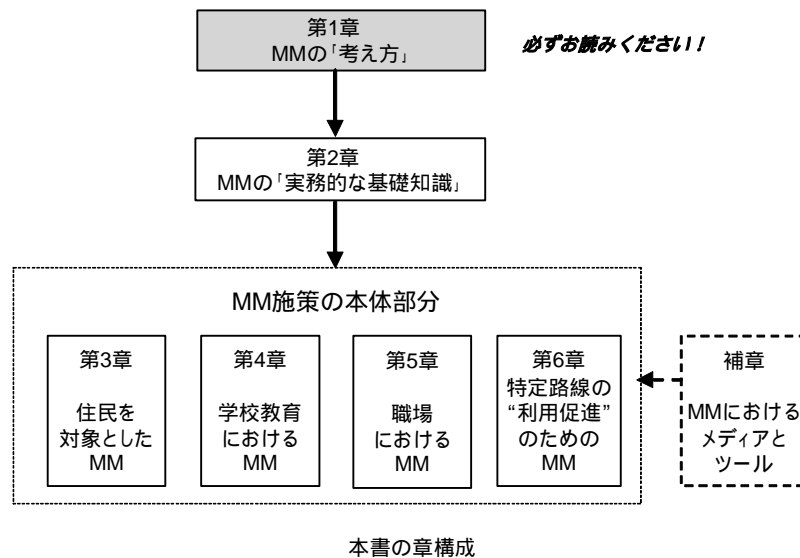 第1章
MMの「考え方」
必ずお読みください！
第2章
MMの「実務的な基礎知識」
MM施策の本体部分
第3章
住民を
対象とした
MM
第4章
学校教育
における
MM
第5章
職場
における
MM
第6章
特定路線の
“利用促進”
のための
MM
補章
MMにおける
メディアと
ツール
本書の章構成